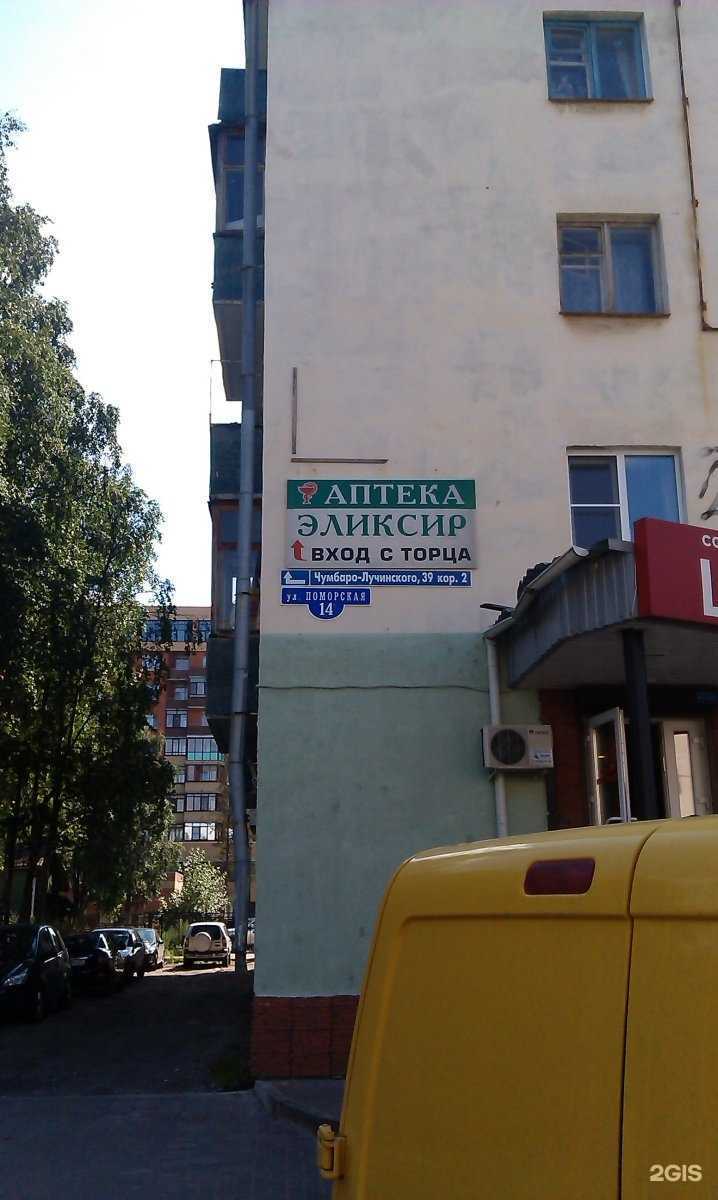 АПТЕКА
ЭЛИКСИР
ВХОД С ТОРЦА
Чумбаро-Лучинского, 39 кор. 2
ул. ПОМОРСКАЯ
14
2GIS